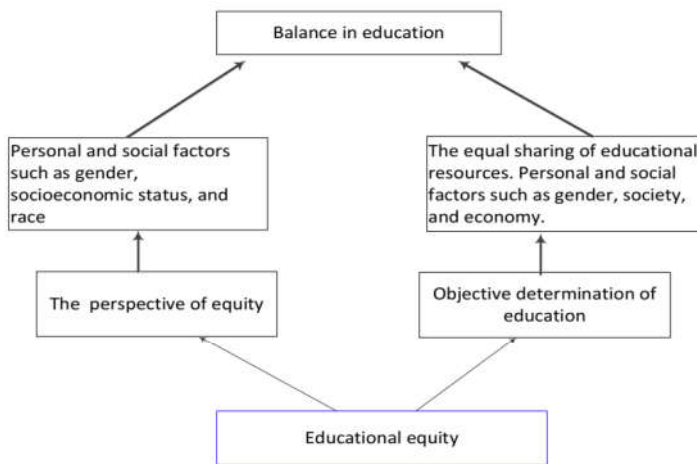 Balance in education
Personal and social factors
such as gender,
socioeconomic status, and
race
The equal sharing of educational
resources. Personal and social
factors such as gender, society,
and economy.
The perspective of equity
Objective determination of
education
Educational equity